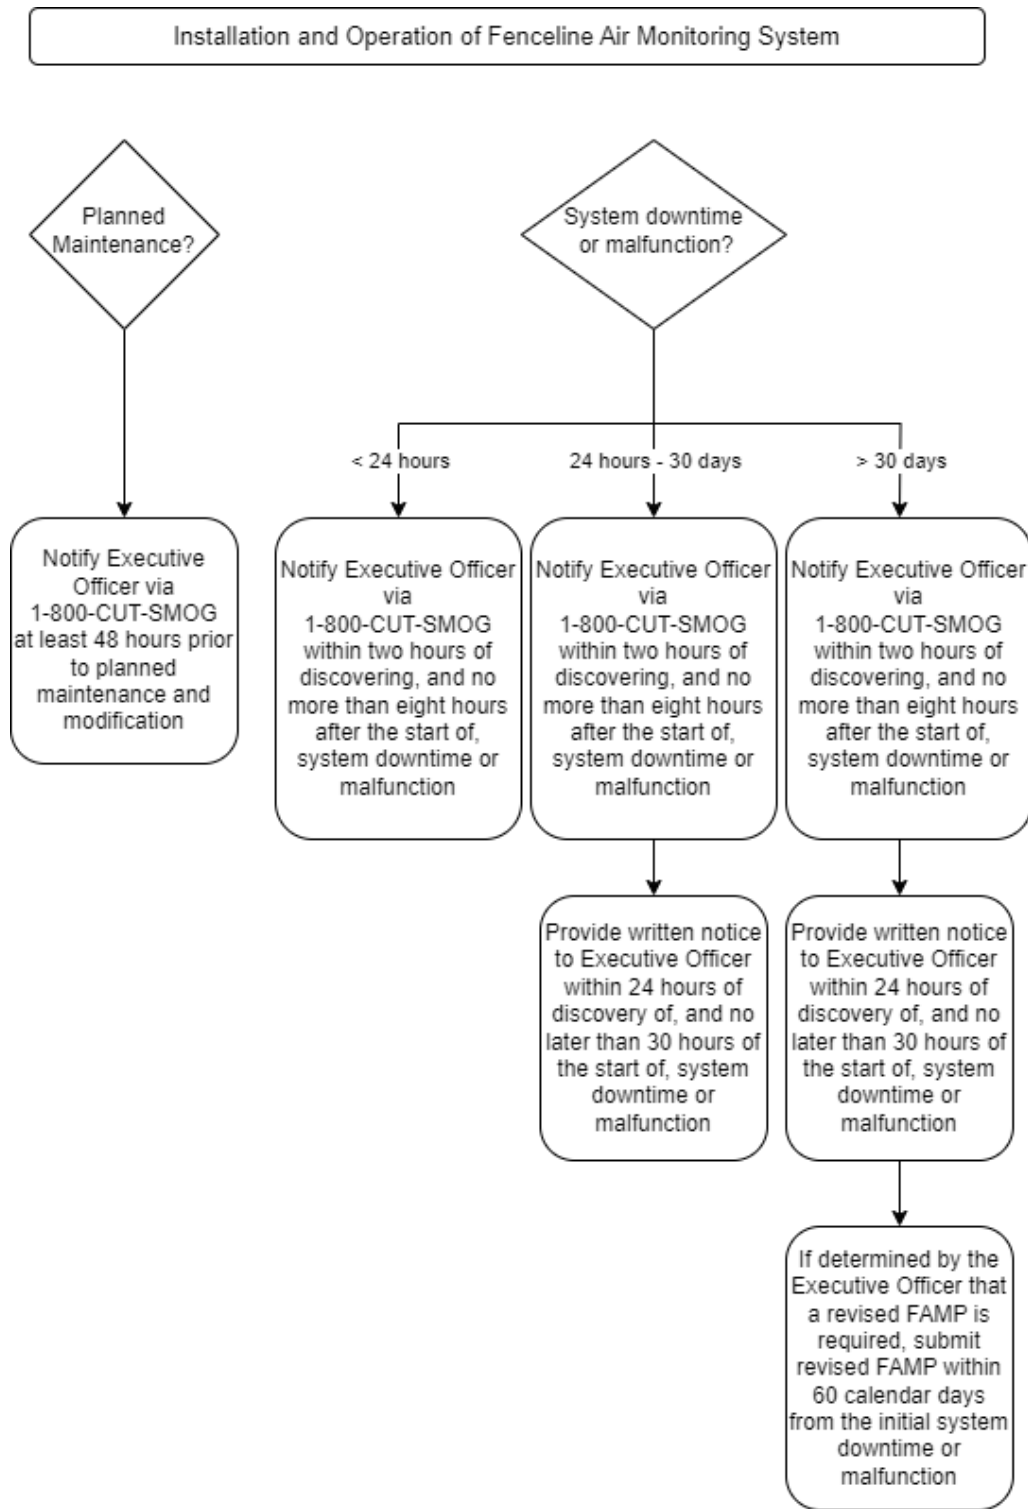 Installation and Operation of Fenceline Air Monitoring System
Planned
Maintenance?
System downtime
or malfunction?
< 24 hours
24 hours - 30 days
> 30 days
Notify Executive
Officer via
1-800-CUT-SMOG
at least 48 hours prior
to planned
maintenance and
modification
Notify Executive Officer
via
1-800-CUT-SMOG
within two hours of
discovering, and no
more than eight hours
after the start of,
system downtime or
malfunction
Notify Executive Officer
via
1-800-CUT-SMOG
within two hours of
discovering, and no
more than eight hours
after the start of,
system downtime or
malfunction
Notify Executive Officer
via
1-800-CUT-SMOG
within two hours of
discovering, and no
more than eight hours
after the start of,
system downtime or
malfunction
Provide written notice
to Executive Officer
within 24 hours of
discovery of, and no
later than 30 hours of
the start of, system
downtime or
malfunction
Provide written notice
to Executive Officer
within 24 hours of
discovery of, and no
later than 30 hours of
the start of, system
downtime or
malfunction
If determined by the
Executive Officer that
a revised FAMP is
required, submit
revised FAMP within
60 calendar days
from the initial system
downtime or
malfunction